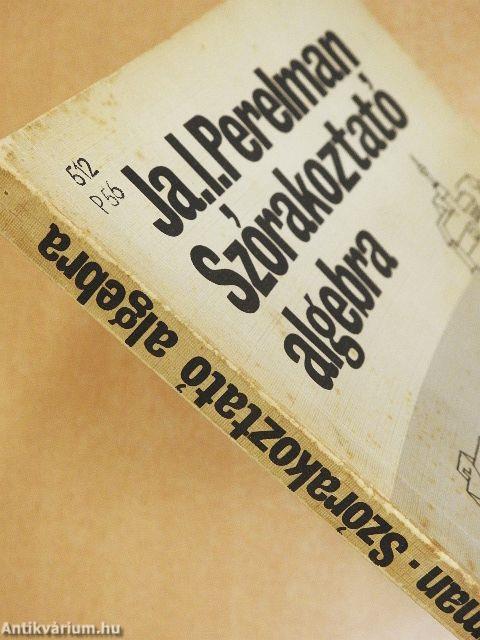 512
P56
Ja.I.Perelman
Szórakoztató
algebra
man · Szórakoztató algebra
Antikvárium.hu